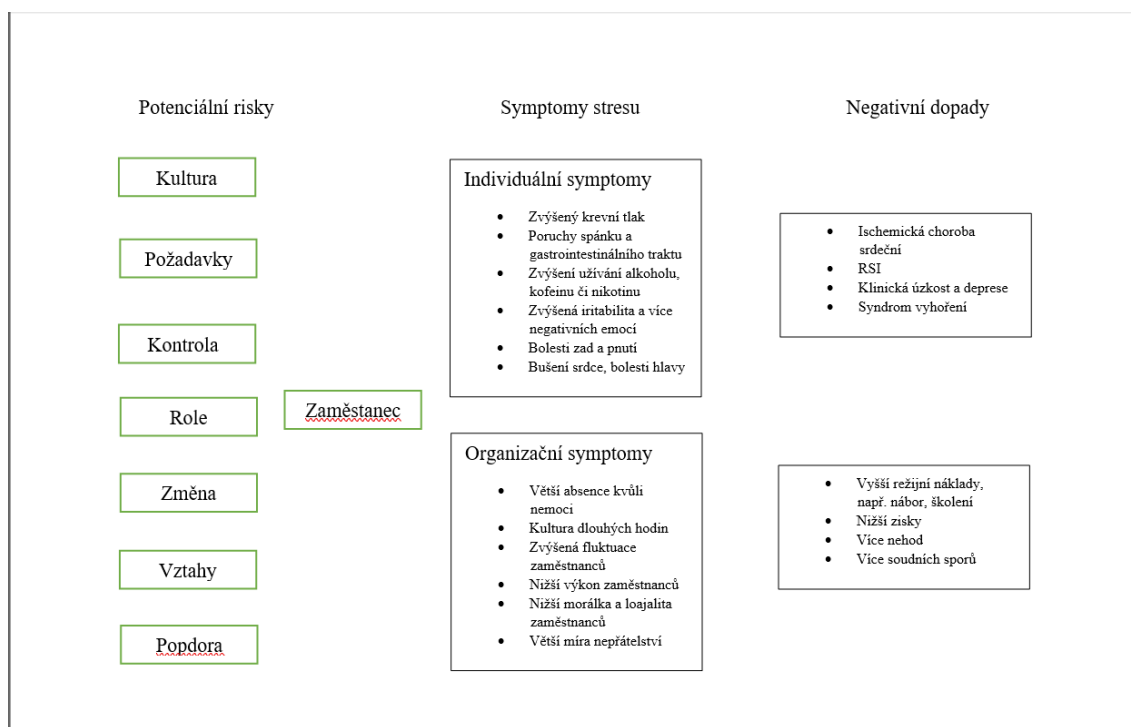 Potenciální risky
Symptomy stresu
Negativní dopady
Kultura
Požadavky
Kontrola
Role
Změna
Vztahy
Popdora
Zaměstanec
Individuální symptomy
• Zvýšený krevní tlak
• Poruchy spánku a
gastrointestinálního traktu
• Zvýšení užívání alkoholu,
kofeinu či nikotinu
• Zvýšená iritabilita a více
negativních emocí
• Bolesti zad a pnutí
• Bušení srdce, bolesti hlavy
Organizační symptomy
• Větší absence kvůli
nemoci
• Kultura dlouhých hodin
• Zvýšená fluktuace
zaměstnanců
• Nižší výkon zaměstnanců
• Nižší morálka a loajalita
zaměstnanců
• Větší míra nepřátelství
• Ischemická choroba
srdeční
• RSI
• Klinická úzkost a deprese
• Syndrom vyhoření
• Vyšší režijní náklady,
např. nábor, školení
• Nižší zisky
• Více nehod
• Více soudních sporů